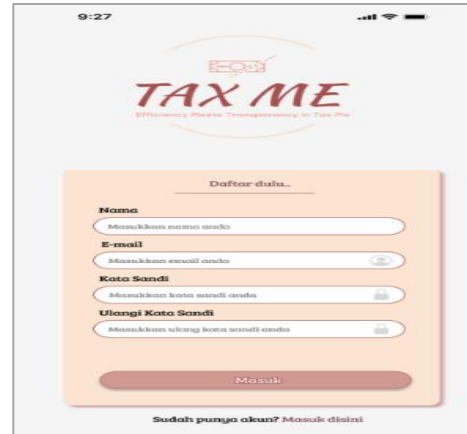 9:27
TAX ME
Efficiency Meets Transparency in Tax Me
Daftar dulu..
Nama
Masukkan nama anda
E-mail
Masukkan email anda
Kata Sandi
Masukkan kata sandi anda
Ulangi Kata Sandi
Masukkan ulang kata sandi anda
Masuk
Sudah punya akun? Masuk disini